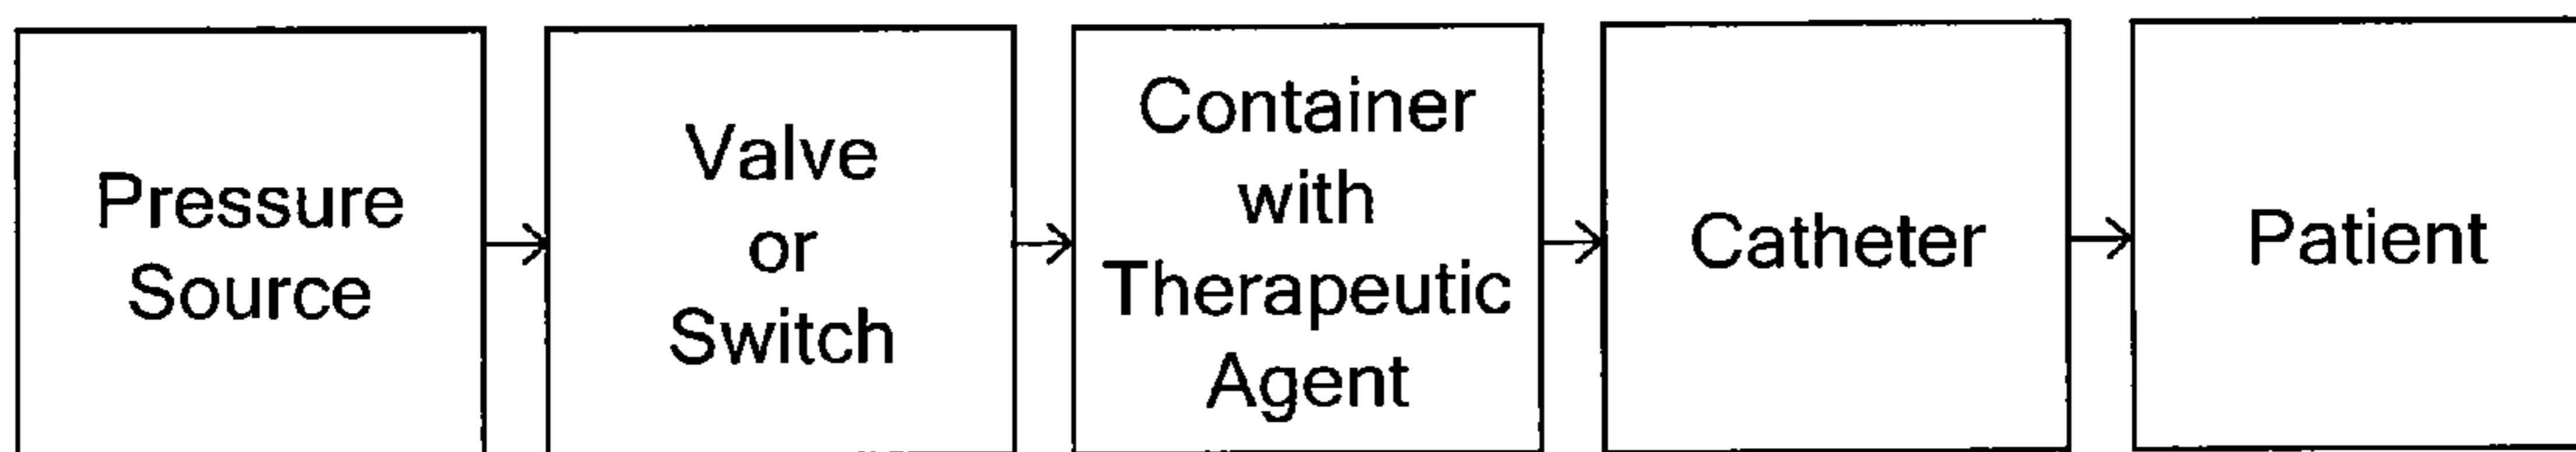 Pressure
Source
Valve
or
Switch
Container
with
Therapeutic
Agent
Catheter
Patient